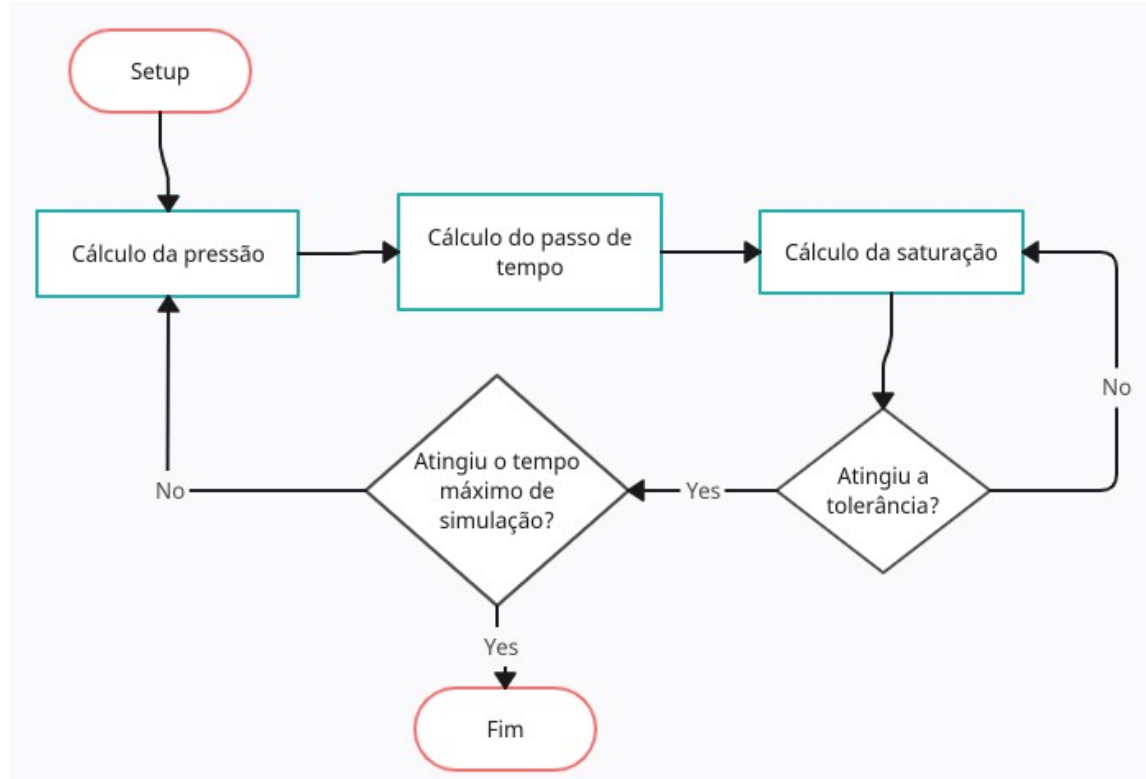 Setup
Cálculo da pressão
Cálculo do passo de
tempo
Cálculo da saturação
No
Atingiu a
tolerância?
Yes
Atingiu o tempo
máximo de
simulação?
No
Yes
Fim